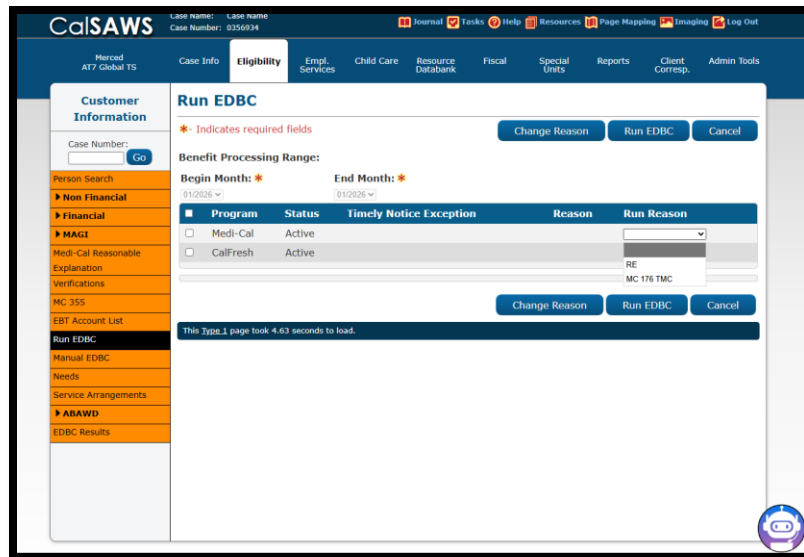 CalSAWS
Case Name: Case Name
Case Number: 0356934
Journal Tasks Help Resources Page Mapping Imaging Log Out
Merced
AT7 Global TS
Case Info Eligibility Empl. Services Child Care Resource Databank Fiscal Special Units Reports Client Corresp. Admin Tools
Customer Information
Case Number:
Go
Person Search
Non Financial
Financial
MAGI
Medi-Cal Reasonable Explanation
Verifications
MC 355
EBT Account List
Run EDBC
Manual EDBC
Needs
Service Arrangements
ABAWD
EDBC Results
Run EDBC
*- Indicates required fields
Change Reason Run EDBC Cancel
Benefit Processing Range:
Begin Month: * End Month: *
01/2026 01/2026
Program Status Timely Notice Exception Reason Run Reason
Medi-Cal Active
CalFresh Active
RE
MC 176 TMC
Change Reason Run EDBC Cancel
This Type 1 page took 4.63 seconds to load.